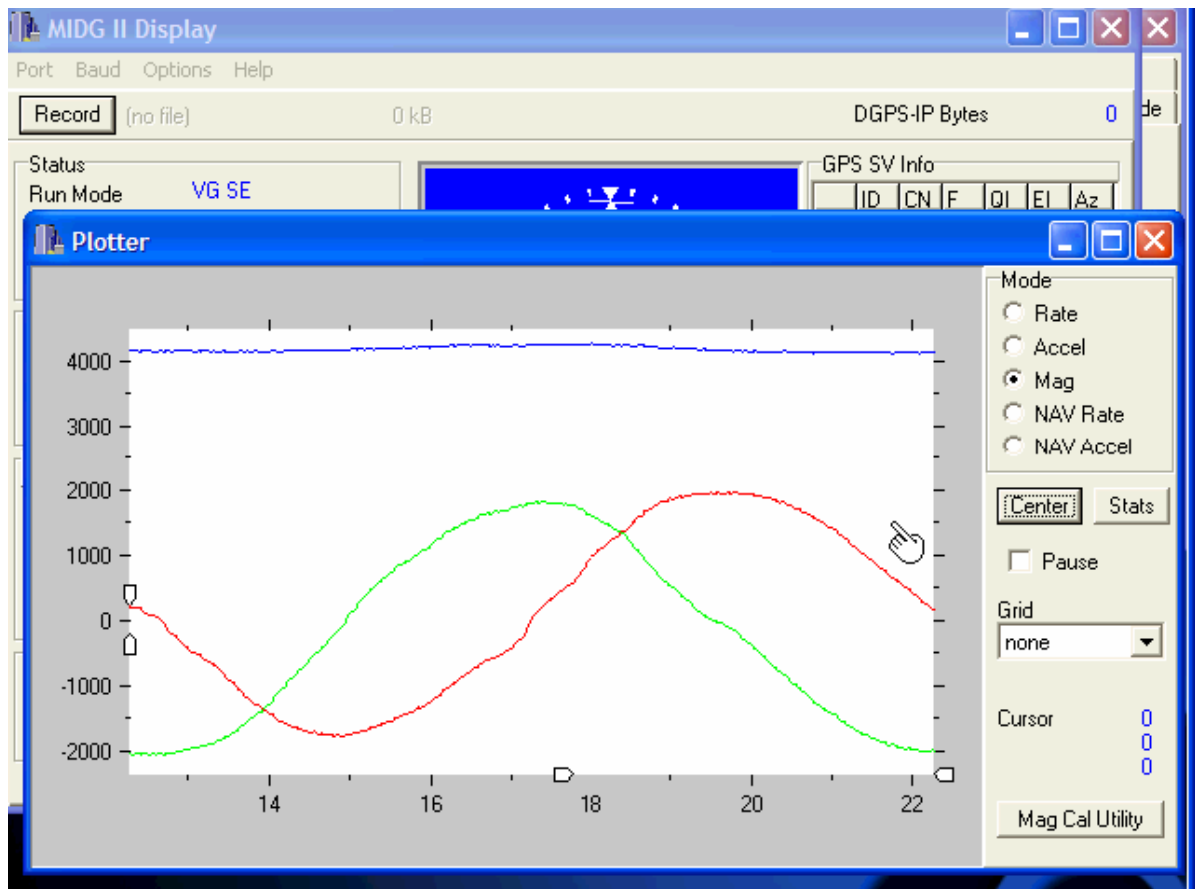 MIDG II Display
Port Baud Options Help
Record (no file) 0 kB DGPS-IP Bytes 0 de
Status GPS SV Info
Run Mode VG SE ID CN F QI El Az
Plotter
Mode
Rate
Accel
Mag
NAV Rate
NAV Accel
Center Stats
Pause
Grid
none
Cursor 0
0
0
Mag Cal Utility
4000
3000
2000
1000
0
-1000
-2000
14 16 18 20 22